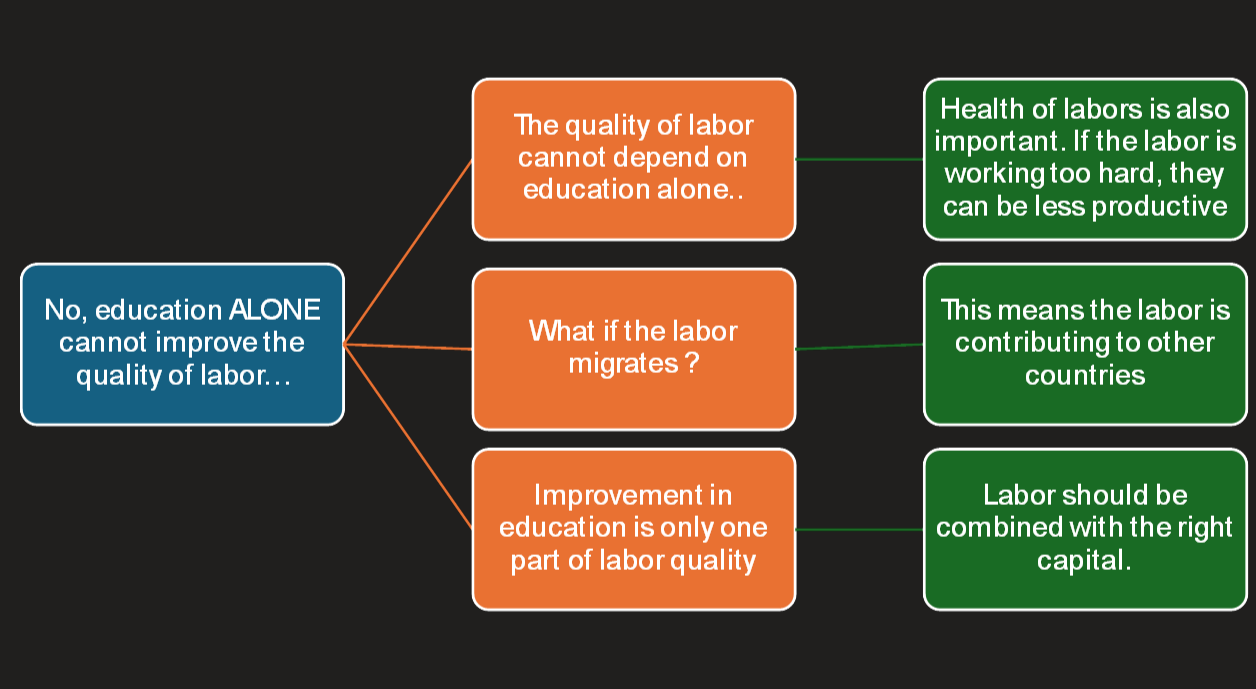 No, education ALONE
cannot improve the
quality of labor…
The quality of labor
cannot depend on
education alone..
Health of labors is also
important. If the labor is
working too hard, they
can be less productive
What if the labor
migrates ?
This means the labor is
contributing to other
countries
Improvement in
education is only one
part of labor quality
Labor should be
combined with the right
capital.